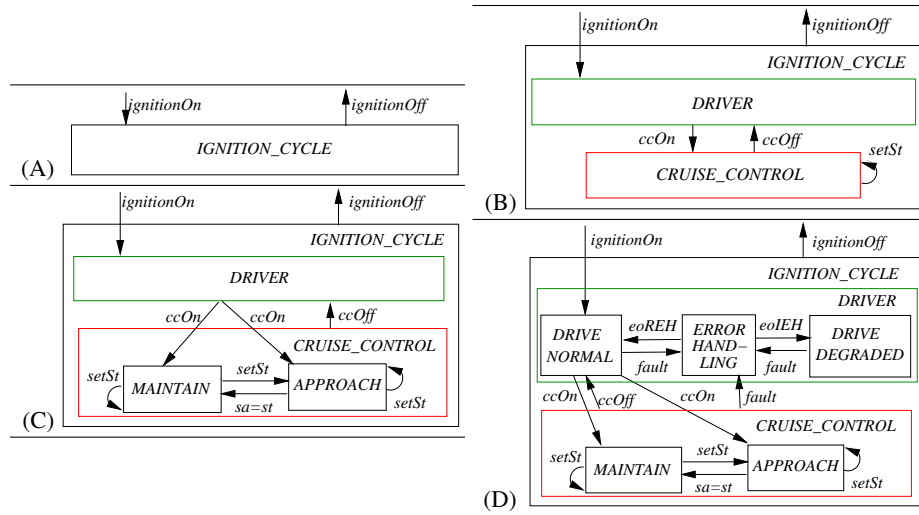 ignitionOn
ignitionOff
IGNITION_CYCLE
(A)
ignitionOn
ignitionOff
IGNITION_CYCLE
DRIVER
ccOn
ccOff
setSt
CRUISE_CONTROL
(B)
ignitionOn
ignitionOff
IGNITION_CYCLE
DRIVER
ccOn
ccOn
ccOff
CRUISE_CONTROL
setSt
setSt
MAINTAIN
APPROACH
sa=st
setSt
(C)
ignitionOn
ignitionOff
IGNITION_CYCLE
DRIVER
DRIVE
NORMAL
eoREH
fault
ERROR
HAND-
LING
eoIEH
fault
DRIVE
DEGRADED
ccOn
ccOff
ccOn
fault
CRUISE_CONTROL
setSt
setSt
MAINTAIN
APPROACH
sa=st
setSt
(D)